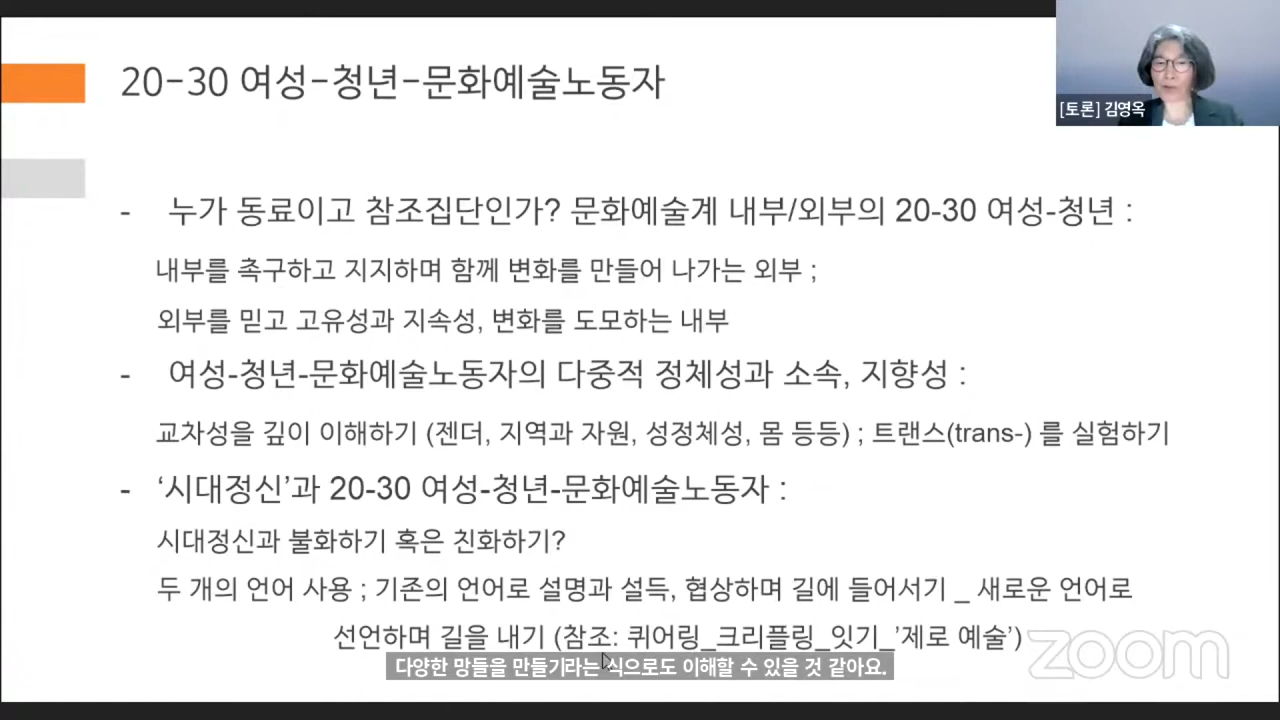 20-30 여성-청년-문화예술노동자
[토론] 김영옥
- 누가 동료이고 참조집단인가? 문화예술계 내부/외부의 20-30 여성-청년 :
내부를 촉구하고 지지하며 함께 변화를 만들어 나가는 외부 ;
외부를 믿고 고유성과 지속성, 변화를 도모하는 내부
- 여성-청년-문화예술노동자의 다중적 정체성과 소속, 지향성 :
교차성을 깊이 이해하기 (젠더, 지역과 자원, 성정체성, 몸 등등) ; 트랜스(trans-) 를 실험하기
- ‘시대정신’과 20-30 여성-청년-문화예술노동자 :
시대정신과 불화하기 혹은 친화하기?
두 개의 언어 사용 ; 기존의 언어로 설명과 설득, 협상하며 길에 들어서기 _ 새로운 언어로
선언하며 길을 내기 (참조: 퀴어링_크리플링_잇기_’제로 예술’)
다양한 망들을 만들기라는 식으로도 이해할 수 있을 것 같아요.
zoom